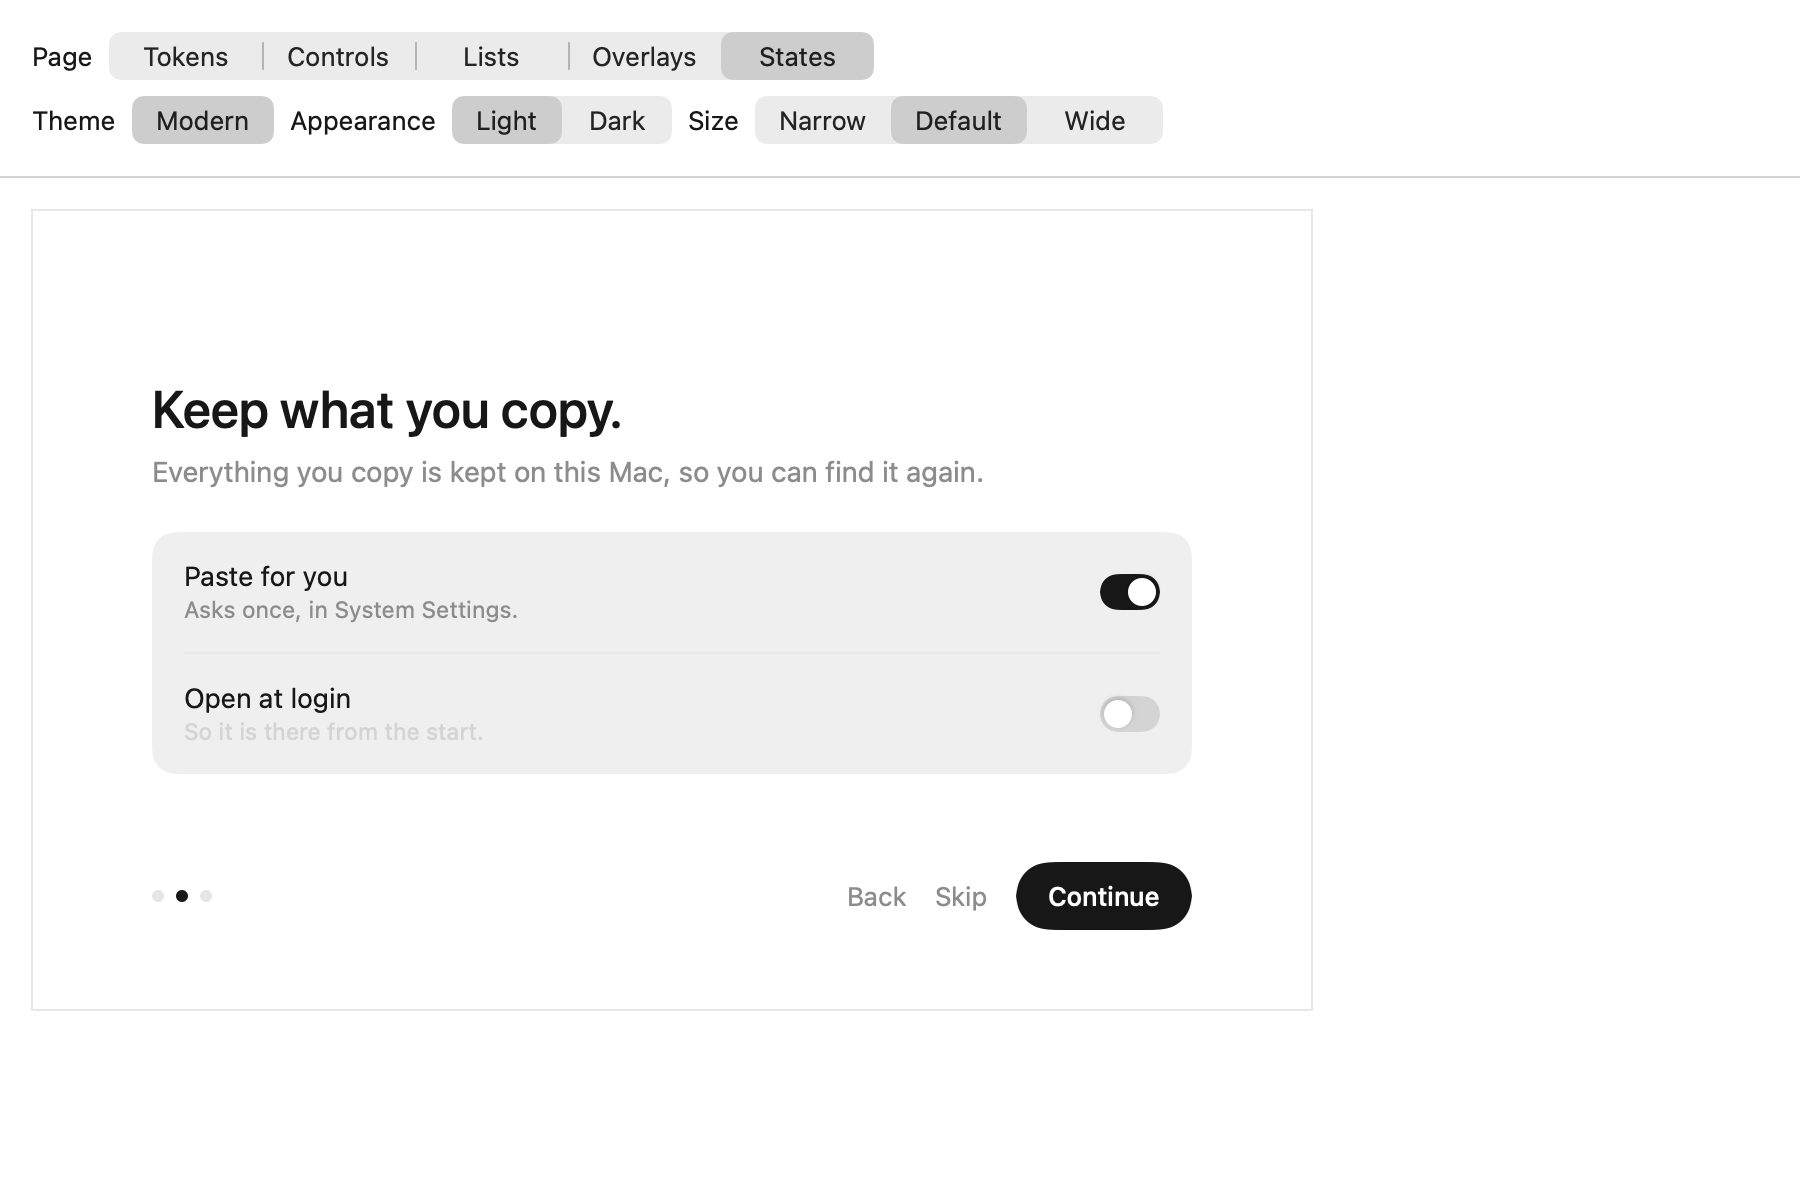 Page Tokens Controls Lists Overlays States
Theme Modern Appearance Light Dark Size Narrow Default Wide
Keep what you copy.
Everything you copy is kept on this Mac, so you can find it again.
Paste for you
Asks once, in System Settings.
Open at login
So it is there from the start.
Back Skip Continue